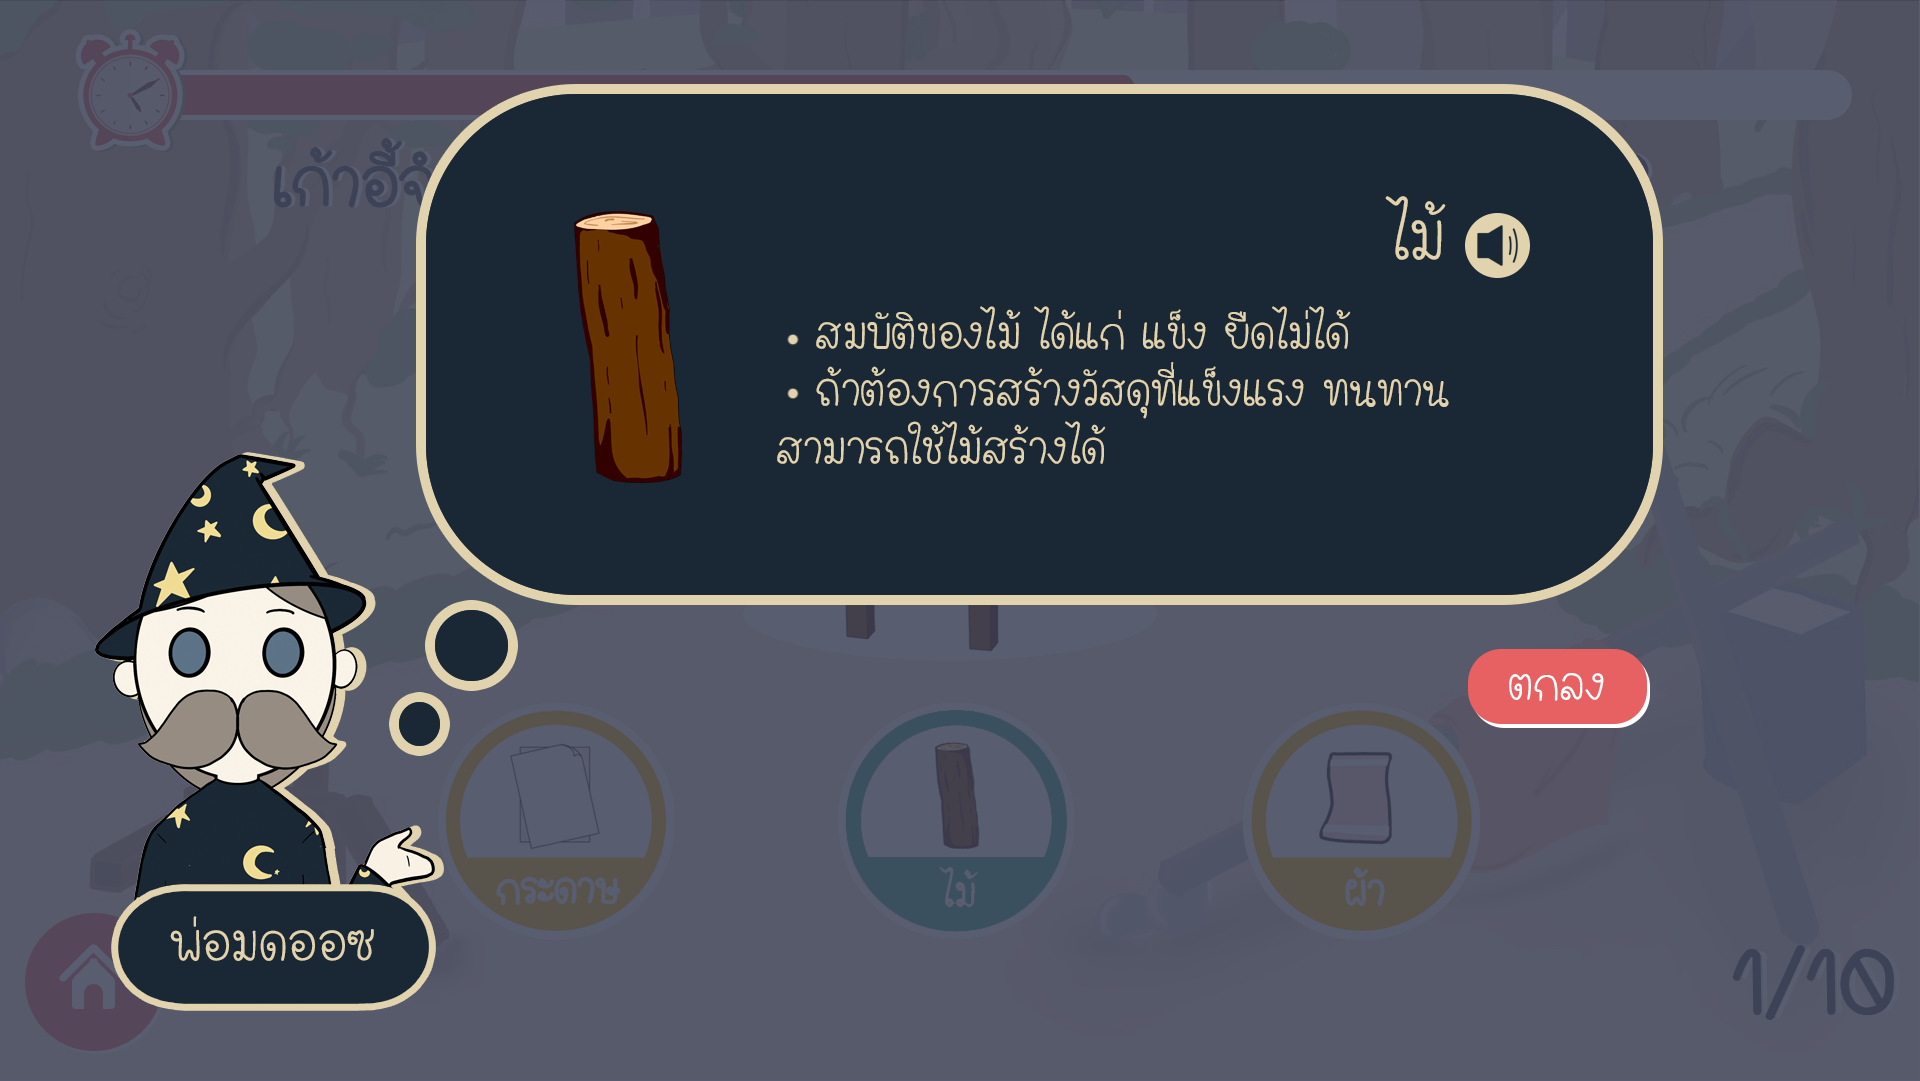 เก้าอี้
ไม้
• สมบัติของไม้ ได้แก่ แข็ง ยืดไม่ได้
• ถ้าต้องการสร้างวัสดุที่แข็งแรง ทนทาน
สามารถใช้ไม้สร้างได้
ตกลง
กระดาษ
ไม้
ผ้า
พ่อมดออซ
1/10